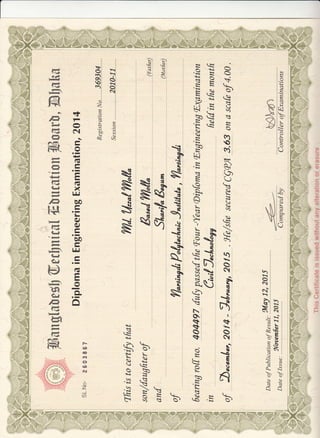 Bangladesh Technical Education Board, Dhaka
Diploma in Engineering Examination, 2014
SL No. 2623867
Registration No. 369304
Session 2010-11
This is to certify that Md. Uzzal Molla
son/daughter of Bazzal Molla (Father)
and Sharifa Begum (Mother)
of Narsingdi Polytechnic Institute, Narsingdi
bearing roll no. 404497 duly passed the Four-Year-Diploma in Engineering Examination
in Civil Technology held in the month
of December, 2014 - February, 2015. He/she secured CGPA 3.63 on a scale of 4.00.
Date of Publication of Result: May 12, 2015
Date of Issue: November 11, 2015
Compared by
Controller of Examinations
This Certificate is issued without any alteration or erasure